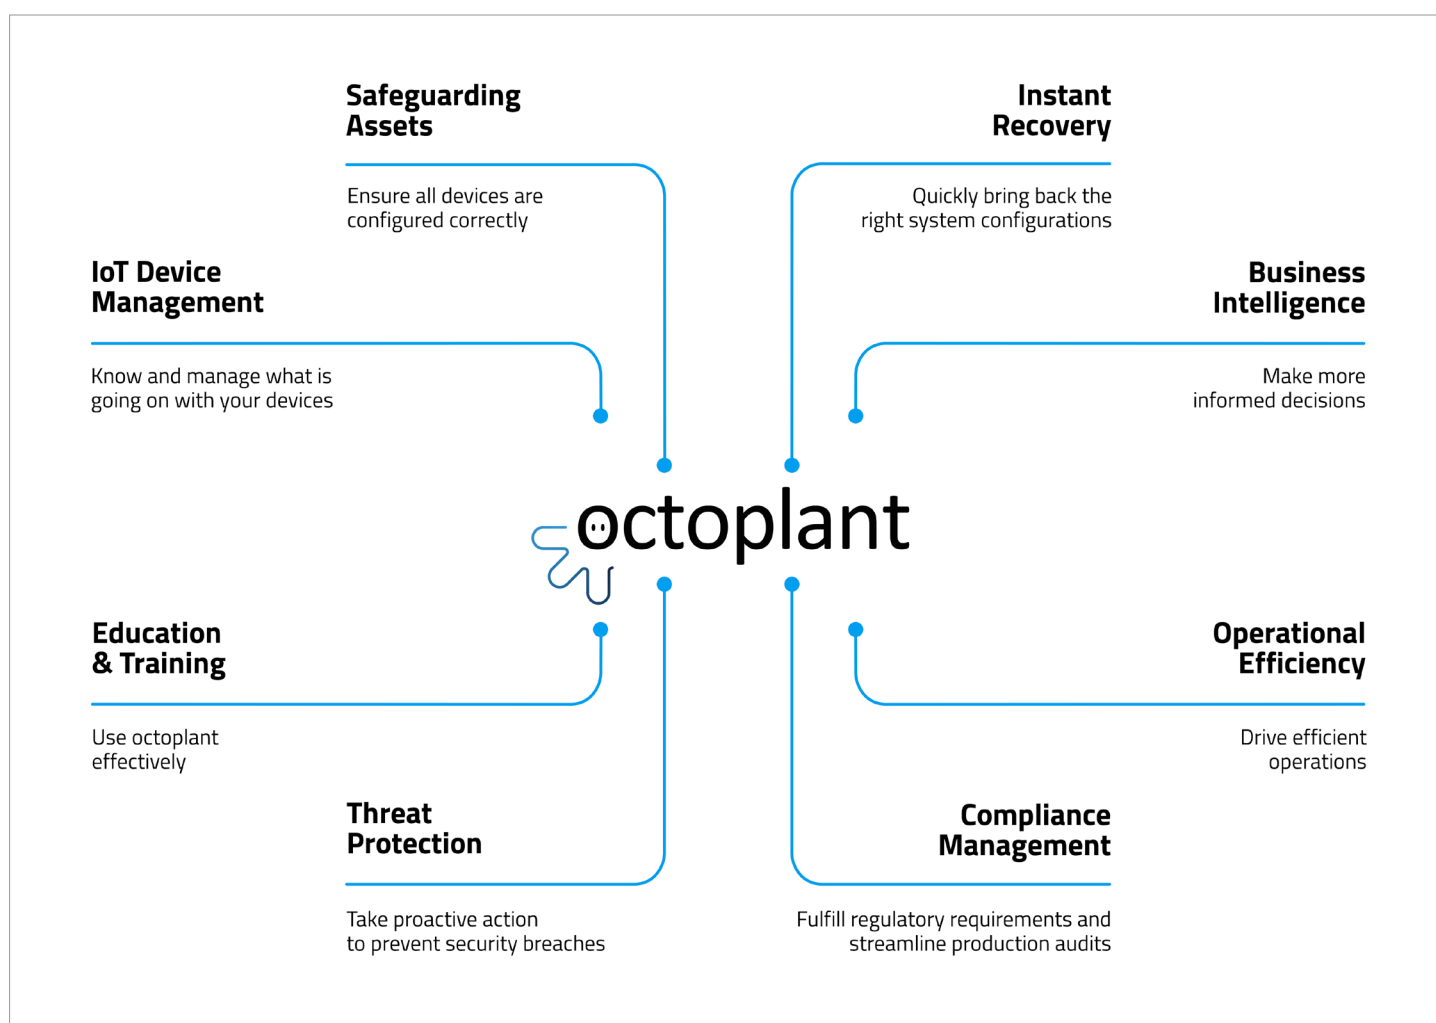 Safeguarding
Assets
Ensure all devices are
configured correctly
Instant
Recovery
Quickly bring back the
right system configurations
IoT Device
Management
Know and manage what is
going on with your devices
Business
Intelligence
Make more
informed decisions
octoplant
Education
& Training
Use octoplant
effectively
Operational
Efficiency
Drive efficient
operations
Threat
Protection
Take proactive action
to prevent security breaches
Compliance
Management
Fulfill regulatory requirements and
streamline production audits